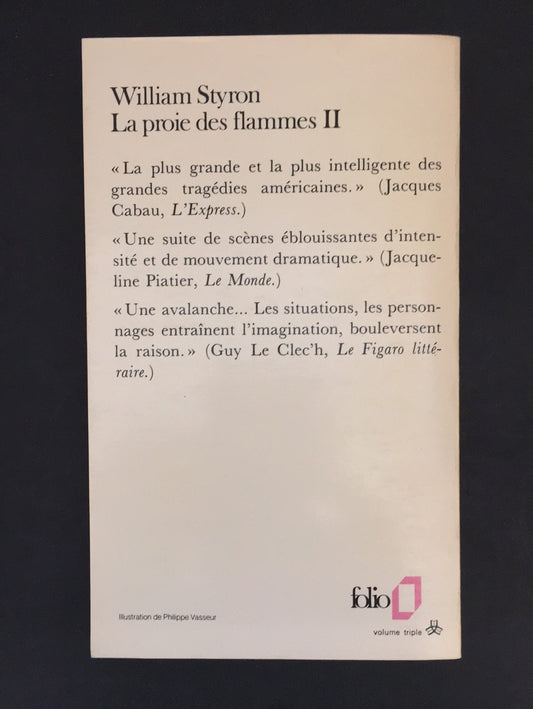 William Styron
La proie des flammes II
« La plus grande et la plus intelligente des
grandes tragédies américaines. » (Jacques
Cabau, L'Express.)
« Une suite de scènes éblouissantes d'inten-
sité et de mouvement dramatique. » (Jacque-
line Piatier, Le Monde.)
« Une avalanche... Les situations, les person-
nages entraînent l'imagination, bouleversent
la raison. » (Guy Le Clec'h, Le Figaro litté-
raire.)
folio
Illustration de Philippe Vasseur
volume triple